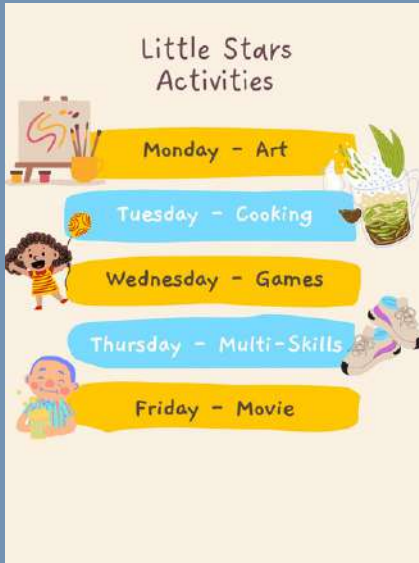 Little Stars
Activities
Monday - Art
Tuesday - Cooking
Wednesday - Games
Thursday - Multi-Skills
Friday - Movie